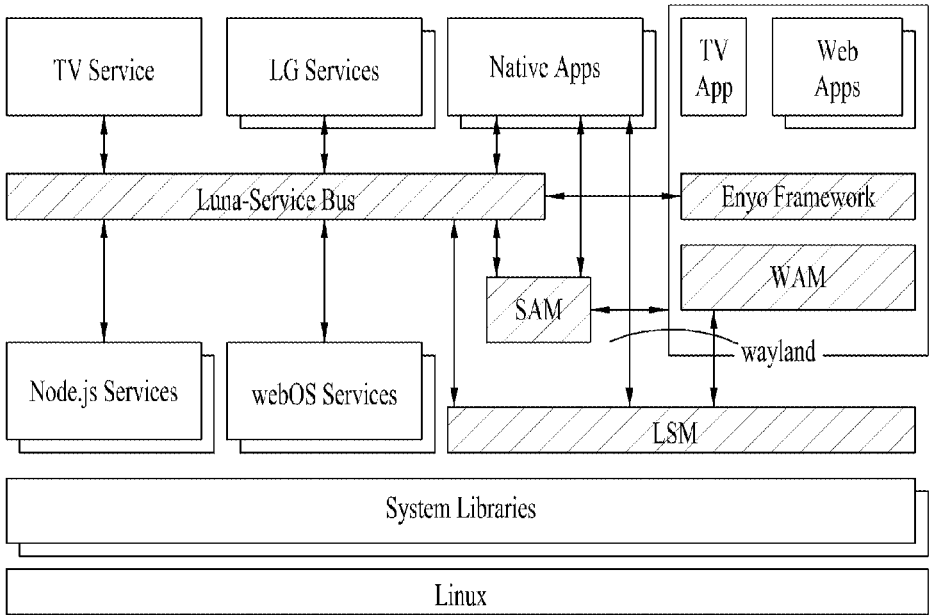 TV Service
LG Services
Native Apps
TV
App
Web
Apps
Luna-Service Bus
Enyo Framework
WAM
SAM
wayland
Node.js Services
webOS Services
LSM
System Libraries
Linux